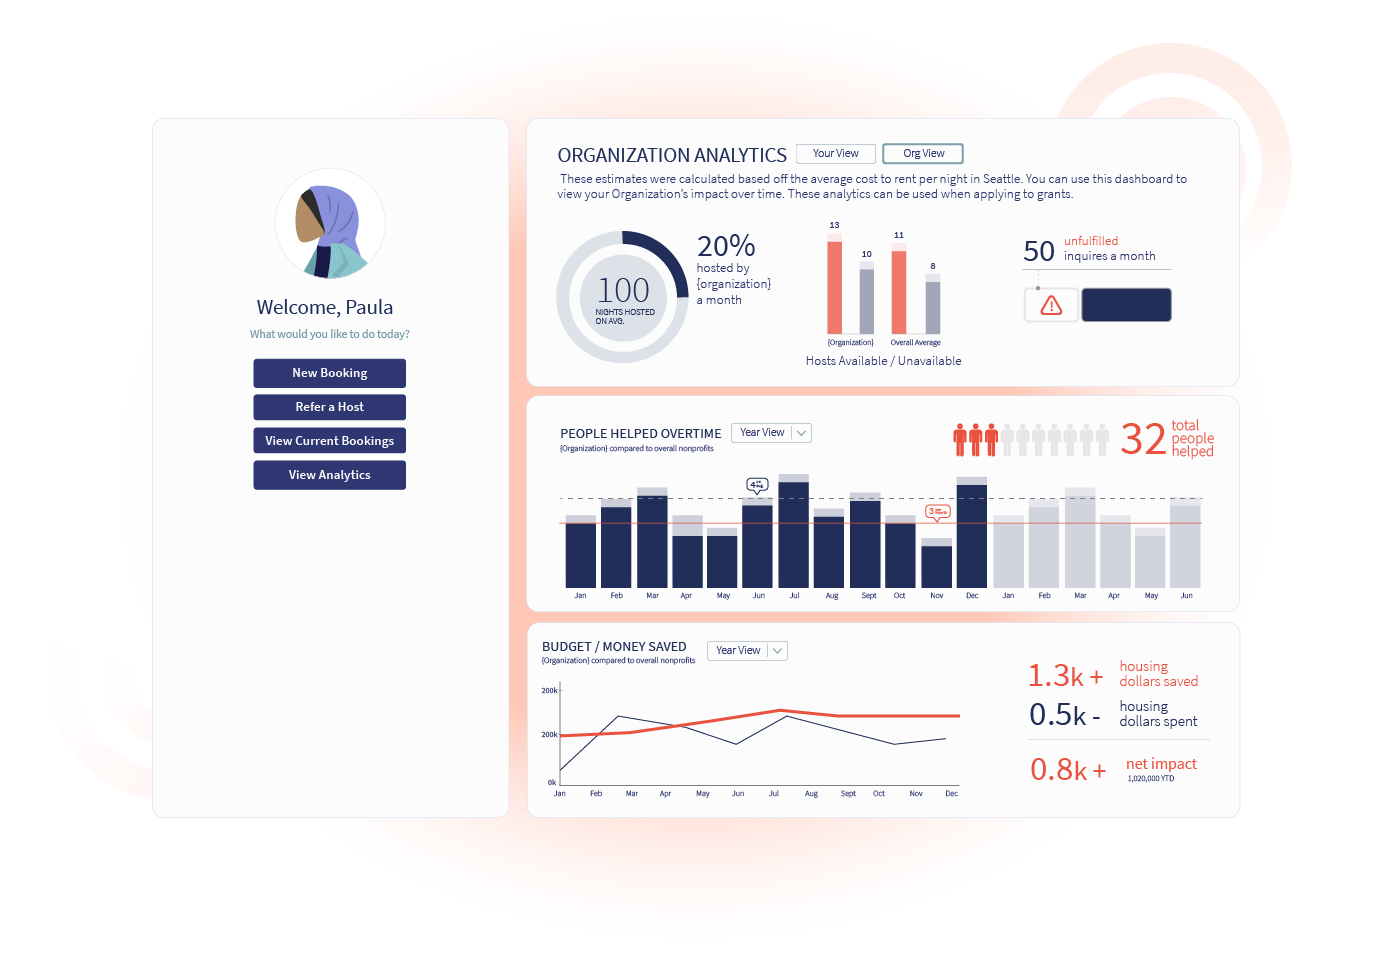 Welcome, Paula
What would you like to do today?
New Booking
Refer a Host
View Current Bookings
View Analytics
ORGANIZATION ANALYTICS
Your View
Org View
These estimates were calculated based off the average cost to rent per night in Seattle. You can use this dashboard to
view your Organization's impact over time. These analytics can be used when applying to grants.
100
NIGHTS HOSTED
ON AVG.
20%
hosted by
{organization}
a month
13
10
11
8
{Organization}
Overall Average
Hosts Available / Unavailable
50
unfulfilled
inquires a month
PEOPLE HELPED OVERTIME
Year View
{Organization} compared to overall nonprofits
32
total
people
helped
4
3
Jan Feb Mar Apr May Jun Jul Aug Sept Oct Nov Dec Jan Feb Mar Apr May Jun
BUDGET / MONEY SAVED
Year View
{Organization} compared to overall nonprofits
200k
200k
0k
Jan Feb Mar Apr May Jun Jul Aug Sept Oct Nov Dec
1.3k +
housing
dollars saved
0.5k -
housing
dollars spent
0.8k +
net impact
1,020,000 YTD